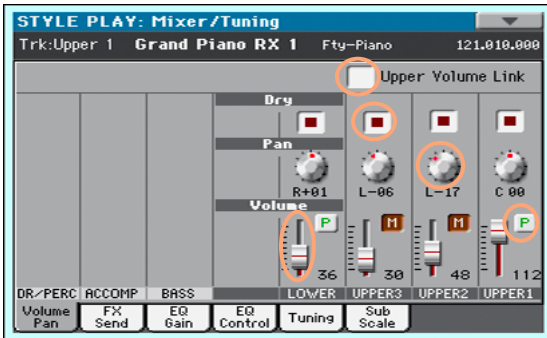 STYLE PLAY: Mixer/Tuning
Trk:Upper 1 Grand Piano RX 1 Fty-Piano 121.010.000
Upper Volume Link
Dry
Pan
R+01 L-06 L-17 C 00
Volume
P M M P
36 30 48 112
DR/PERC ACCOMP BASS LOWER UPPER3 UPPER2 UPPER1
Volume Pan FX Send EQ Gain EQ Control Tuning Sub Scale